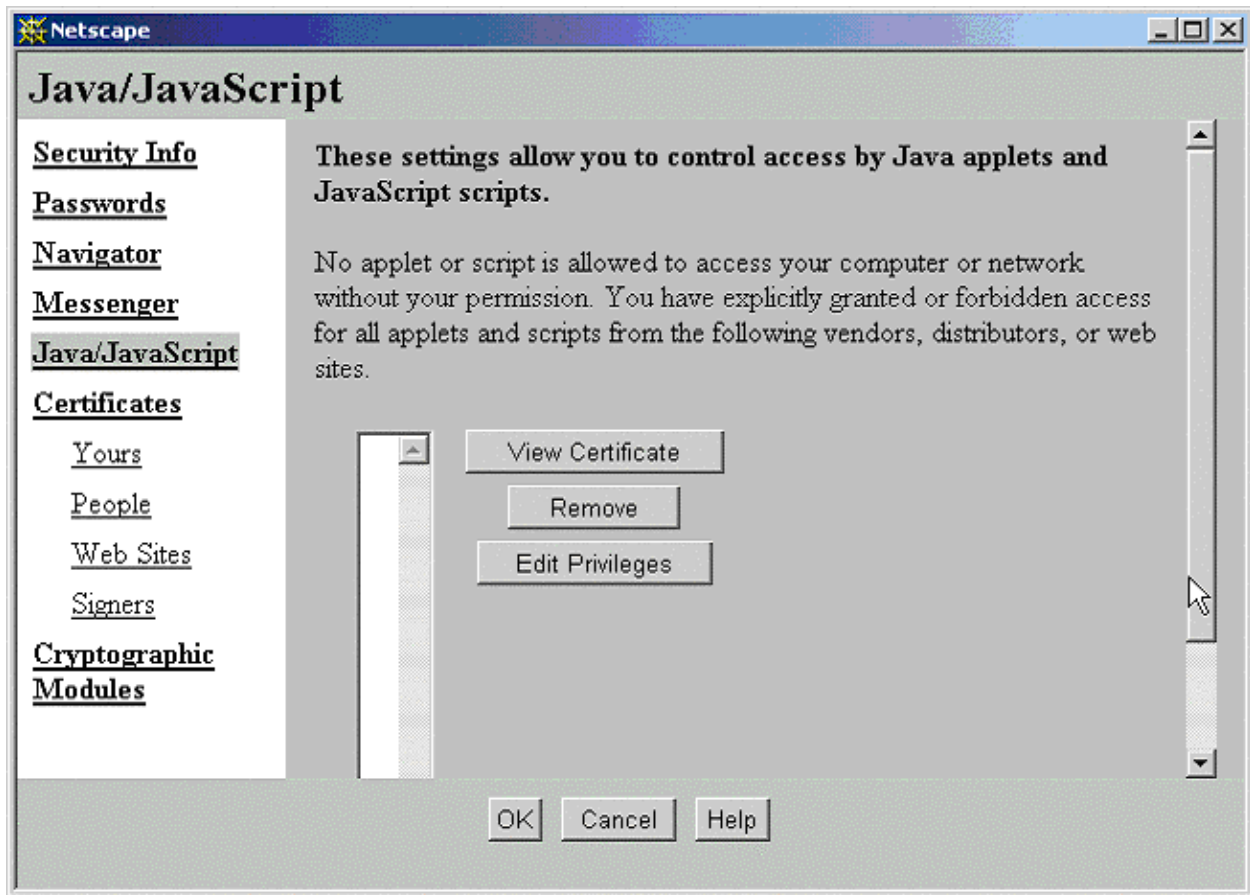 Netscape
Java/JavaScript
Security Info
Passwords
Navigator
Messenger
Java/JavaScript
Certificates
Yours
People
Web Sites
Signers
Cryptographic
Modules
These settings allow you to control access by Java applets and
JavaScript scripts.
No applet or script is allowed to access your computer or network
without your permission. You have explicitly granted or forbidden access
for all applets and scripts from the following vendors, distributors, or web
sites.
View Certificate
Remove
Edit Privileges
OK Cancel Help